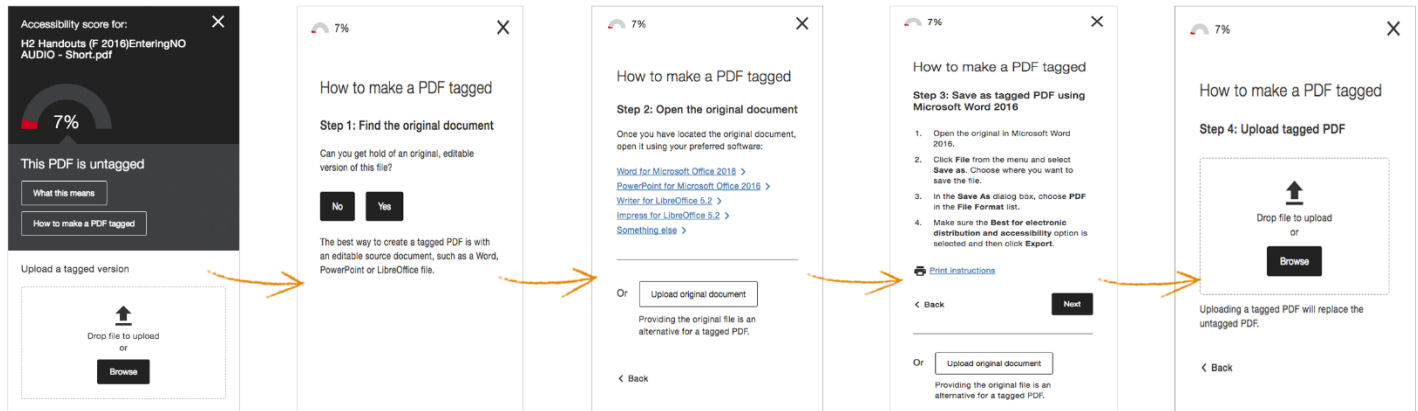 Accessibility score for:
H2 Handouts (F 2016)EnteringNO
AUDIO - Short.pdf
7%
This PDF is untagged
What this means
How to make a PDF tagged
Upload a tagged version
Drop file to upload
or
Browse
7%
How to make a PDF tagged
Step 1: Find the original document
Can you get hold of an original, editable
version of this file?
No
Yes
The best way to create a tagged PDF is with
an editable source document, such as a Word,
PowerPoint or LibreOffice file.
7%
How to make a PDF tagged
Step 2: Open the original document
Once you have located the original document,
open it using your preferred software:
Word for Microsoft Office 2016 >
PowerPoint for Microsoft Office 2016 >
Writer for LibreOffice 5.2 >
Impress for LibreOffice 5.2 >
Something else >
Or
Upload original document
Providing the original file is an
alternative for a tagged PDF.
< Back
7%
How to make a PDF tagged
Step 3: Save as tagged PDF using
Microsoft Word 2016
1. Open the original in Microsoft Word
2016.
2. Click File from the menu and select
Save as. Choose where you want to
save the file.
3. In the Save As dialog box, choose PDF
in the File Format list.
4. Make sure the Best for electronic
distribution and accessibility option is
selected and then click Export.
Print instructions
< Back
Next
Or
Upload original document
Providing the original file is an
alternative for a tagged PDF.
7%
How to make a PDF tagged
Step 4: Upload tagged PDF
Drop file to upload
or
Browse
Uploading a tagged PDF will replace the
untagged PDF.
< Back